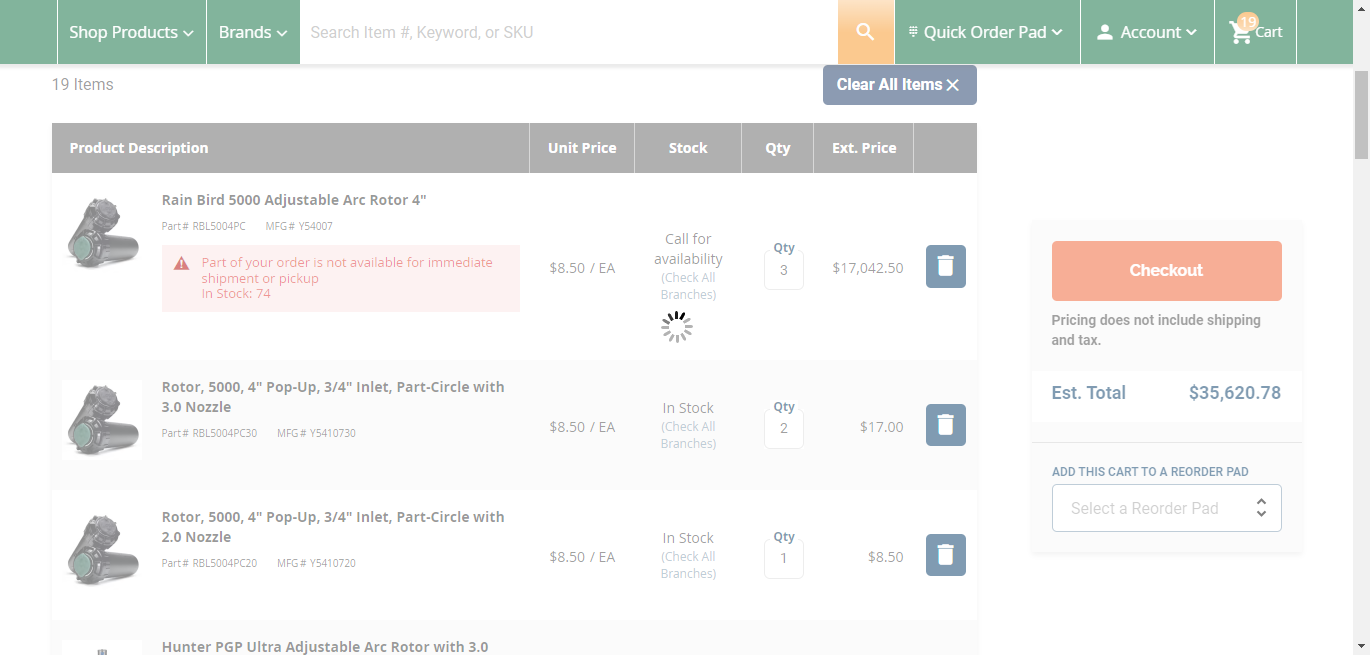 Shop Products
Brands
Search Item #, Keyword, or SKU
Quick Order Pad
Account
19
Cart
19 Items
Clear All Items
Product Description
Unit Price
Stock
Qty
Ext. Price
Rain Bird 5000 Adjustable Arc Rotor 4"
Part# RBL5004PC MFG# Y54007
Part of your order is not available for immediate
shipment or pickup
In Stock: 74
$8.50 / EA
Call for
availability
(Check All
Branches)
Qty
3
$17,042.50
Rotor, 5000, 4" Pop-Up, 3/4" Inlet, Part-Circle with
3.0 Nozzle
Part# RBL5004PC30 MFG# Y5410730
$8.50 / EA
In Stock
(Check All
Branches)
Qty
2
$17.00
Rotor, 5000, 4" Pop-Up, 3/4" Inlet, Part-Circle with
2.0 Nozzle
Part# RBL5004PC20 MFG# Y5410720
$8.50 / EA
In Stock
(Check All
Branches)
Qty
1
$8.50
Hunter PGP Ultra Adjustable Arc Rotor with 3.0
Checkout
Pricing does not include shipping
and tax.
Est. Total $35,620.78
ADD THIS CART TO A REORDER PAD
Select a Reorder Pad